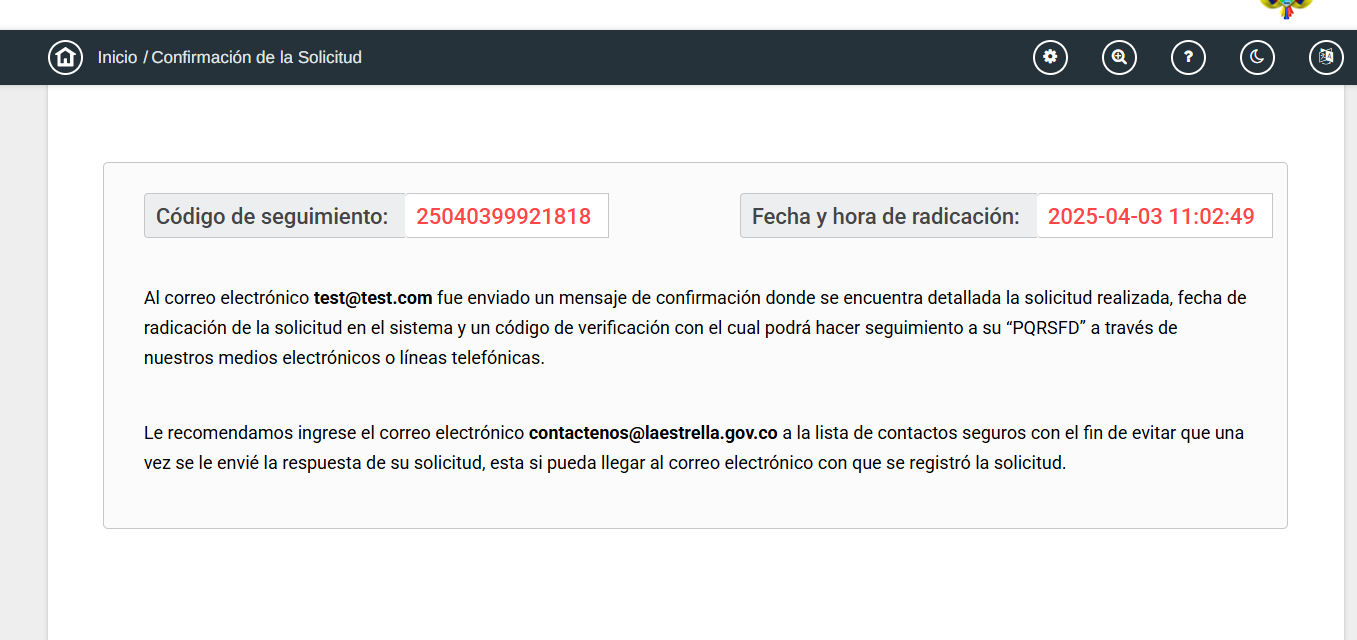 Inicio / Confirmación de la Solicitud
Código de seguimiento: 25040399921818
Fecha y hora de radicación: 2025-04-03 11:02:49
Al correo electrónico test@test.com fue enviado un mensaje de confirmación donde se encuentra detallada la solicitud realizada, fecha de
radicación de la solicitud en el sistema y un código de verificación con el cual podrá hacer seguimiento a su “PQRSFD” a través de
nuestros medios electrónicos o líneas telefónicas.
Le recomendamos ingrese el correo electrónico contactenos@laestrella.gov.co a la lista de contactos seguros con el fin de evitar que una
vez se le envié la respuesta de su solicitud, esta si pueda llegar al correo electrónico con que se registró la solicitud.